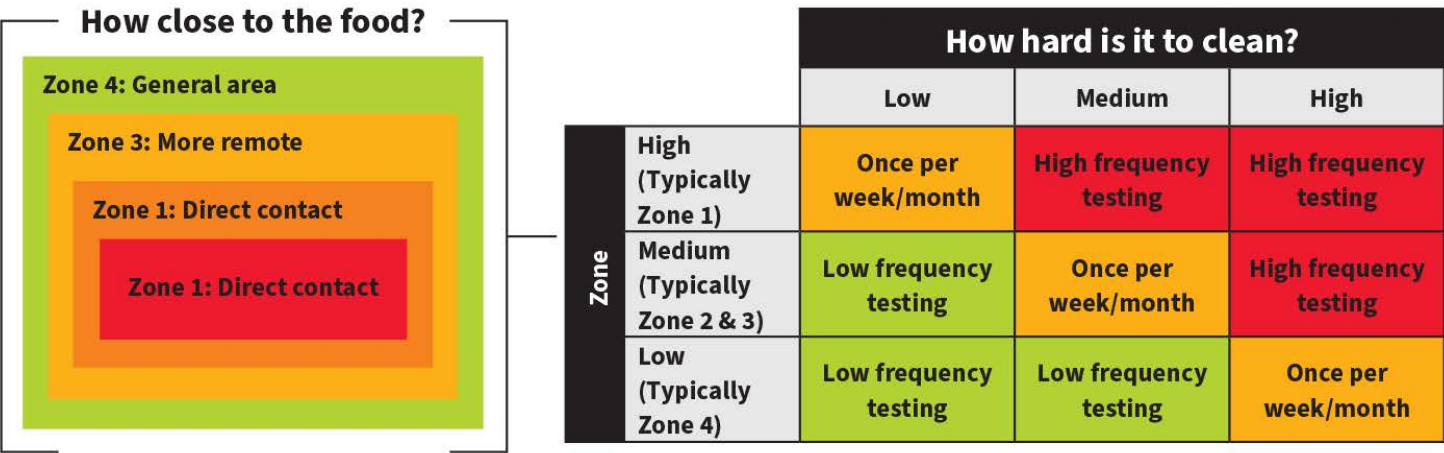 How close to the food?
Zone 4: General area
Zone 3: More remote
Zone 1: Direct contact
Zone 1: Direct contact
How hard is it to clean?
Low
Medium
High
Zone
High
(Typically
Zone 1)
Once per
week/month
High frequency
testing
High frequency
testing
Medium
(Typically
Zone 2 & 3)
Low frequency
testing
Once per
week/month
High frequency
testing
Low
(Typically
Zone 4)
Low frequency
testing
Low frequency
testing
Once per
week/month